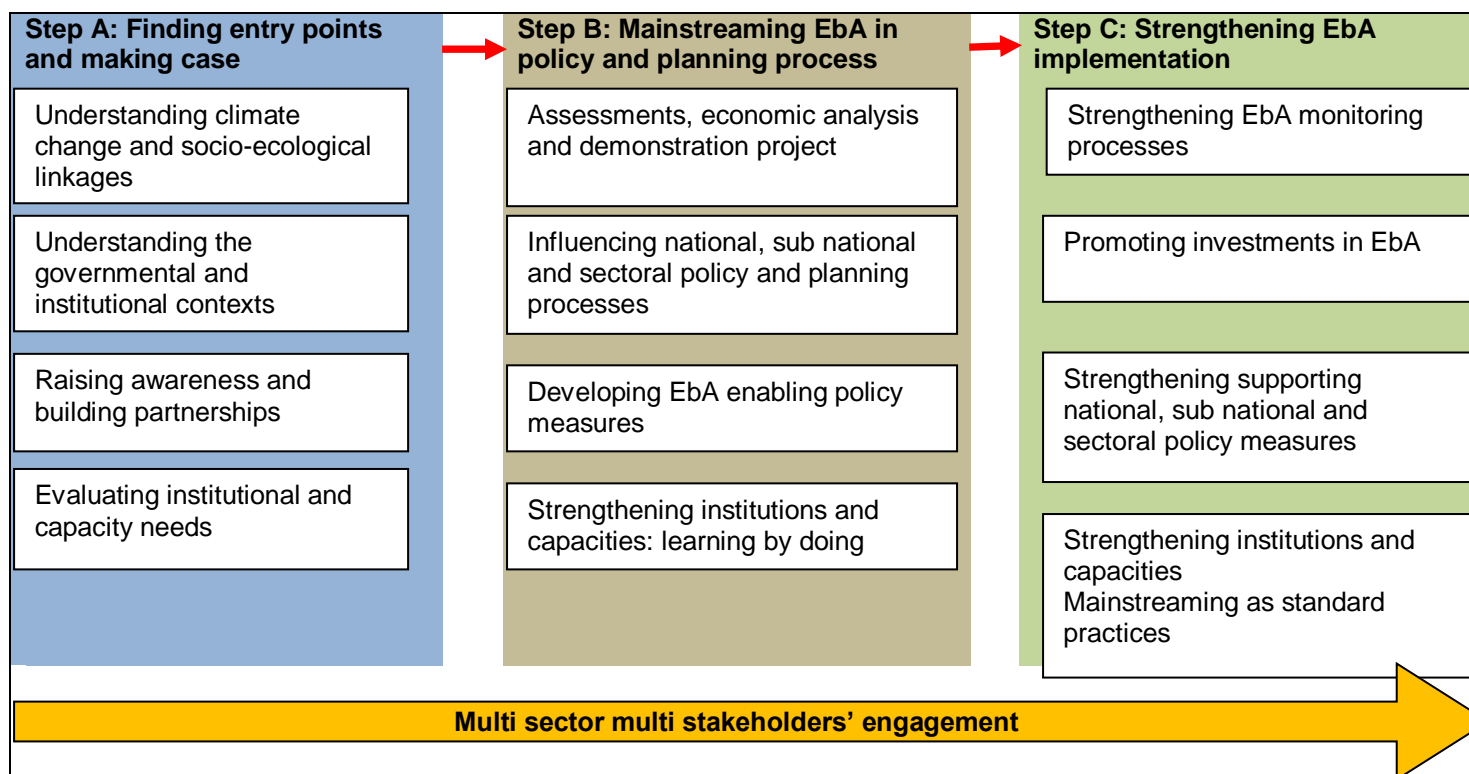 Step A: Finding entry points
and making case
Understanding climate
change and socio-ecological
linkages
Understanding the
governmental and
institutional contexts
Raising awareness and
building partnerships
Evaluating institutional and
capacity needs
Step B: Mainstreaming EbA in
policy and planning process
Assessments, economic analysis
and demonstration project
Influencing national, sub national
and sectoral policy and planning
processes
Developing EbA enabling policy
measures
Strengthening institutions and
capacities: learning by doing
Step C: Strengthening EbA
implementation
Strengthening EbA monitoring
processes
Promoting investments in EbA
Strengthening supporting
national, sub national and
sectoral policy measures
Strengthening institutions and
capacities
Mainstreaming as standard
practices
Multi sector multi stakeholders’ engagement